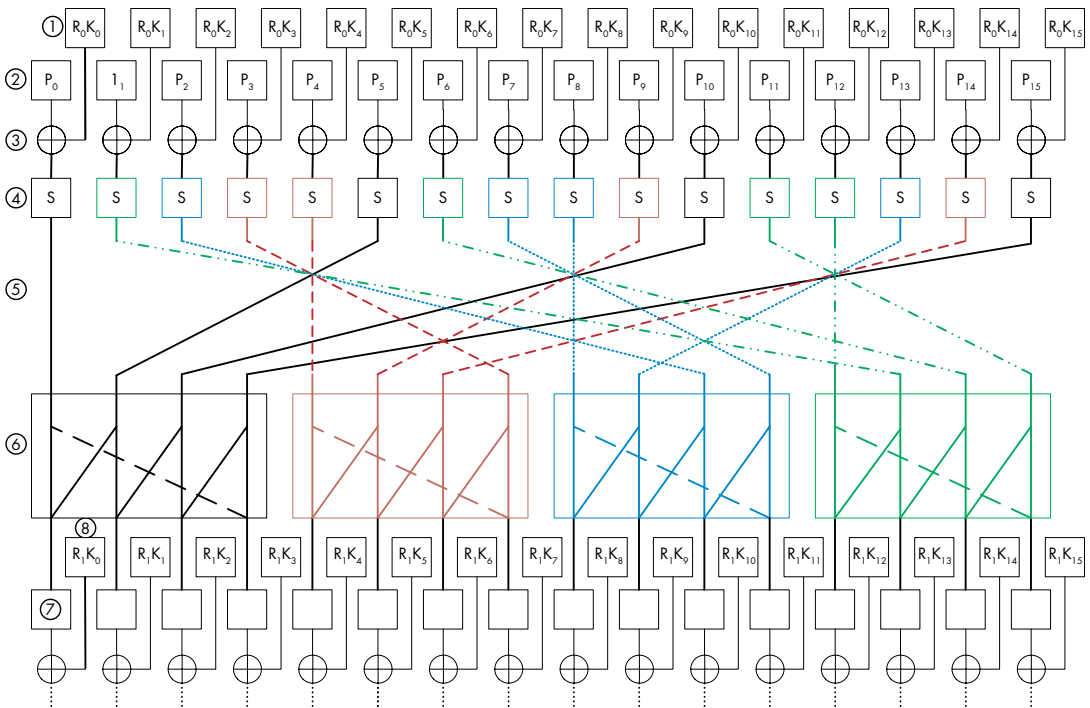 ① R₀K₀ R₀K₁ R₀K₂ R₀K₃ R₀K₄ R₀K₅ R₀K₆ R₀K₇ R₀K₈ R₀K₉ R₀K₁₀ R₀K₁₁ R₀K₁₂ R₀K₁₃ R₀K₁₄ R₀K₁₅
② P₀ 1₁ P₂ P₃ P₄ P₅ P₆ P₇ P₈ P₉ P₁₀ P₁₁ P₁₂ P₁₃ P₁₄ P₁₅
③
④ S S S S S S S S S S S S S S S S
⑤
⑥
⑧
R₁K₀ R₁K₁ R₁K₂ R₁K₃ R₁K₄ R₁K₅ R₁K₆ R₁K₇ R₁K₈ R₁K₉ R₁K₁₀ R₁K₁₁ R₁K₁₂ R₁K₁₃ R₁K₁₄ R₁K₁₅
⑦